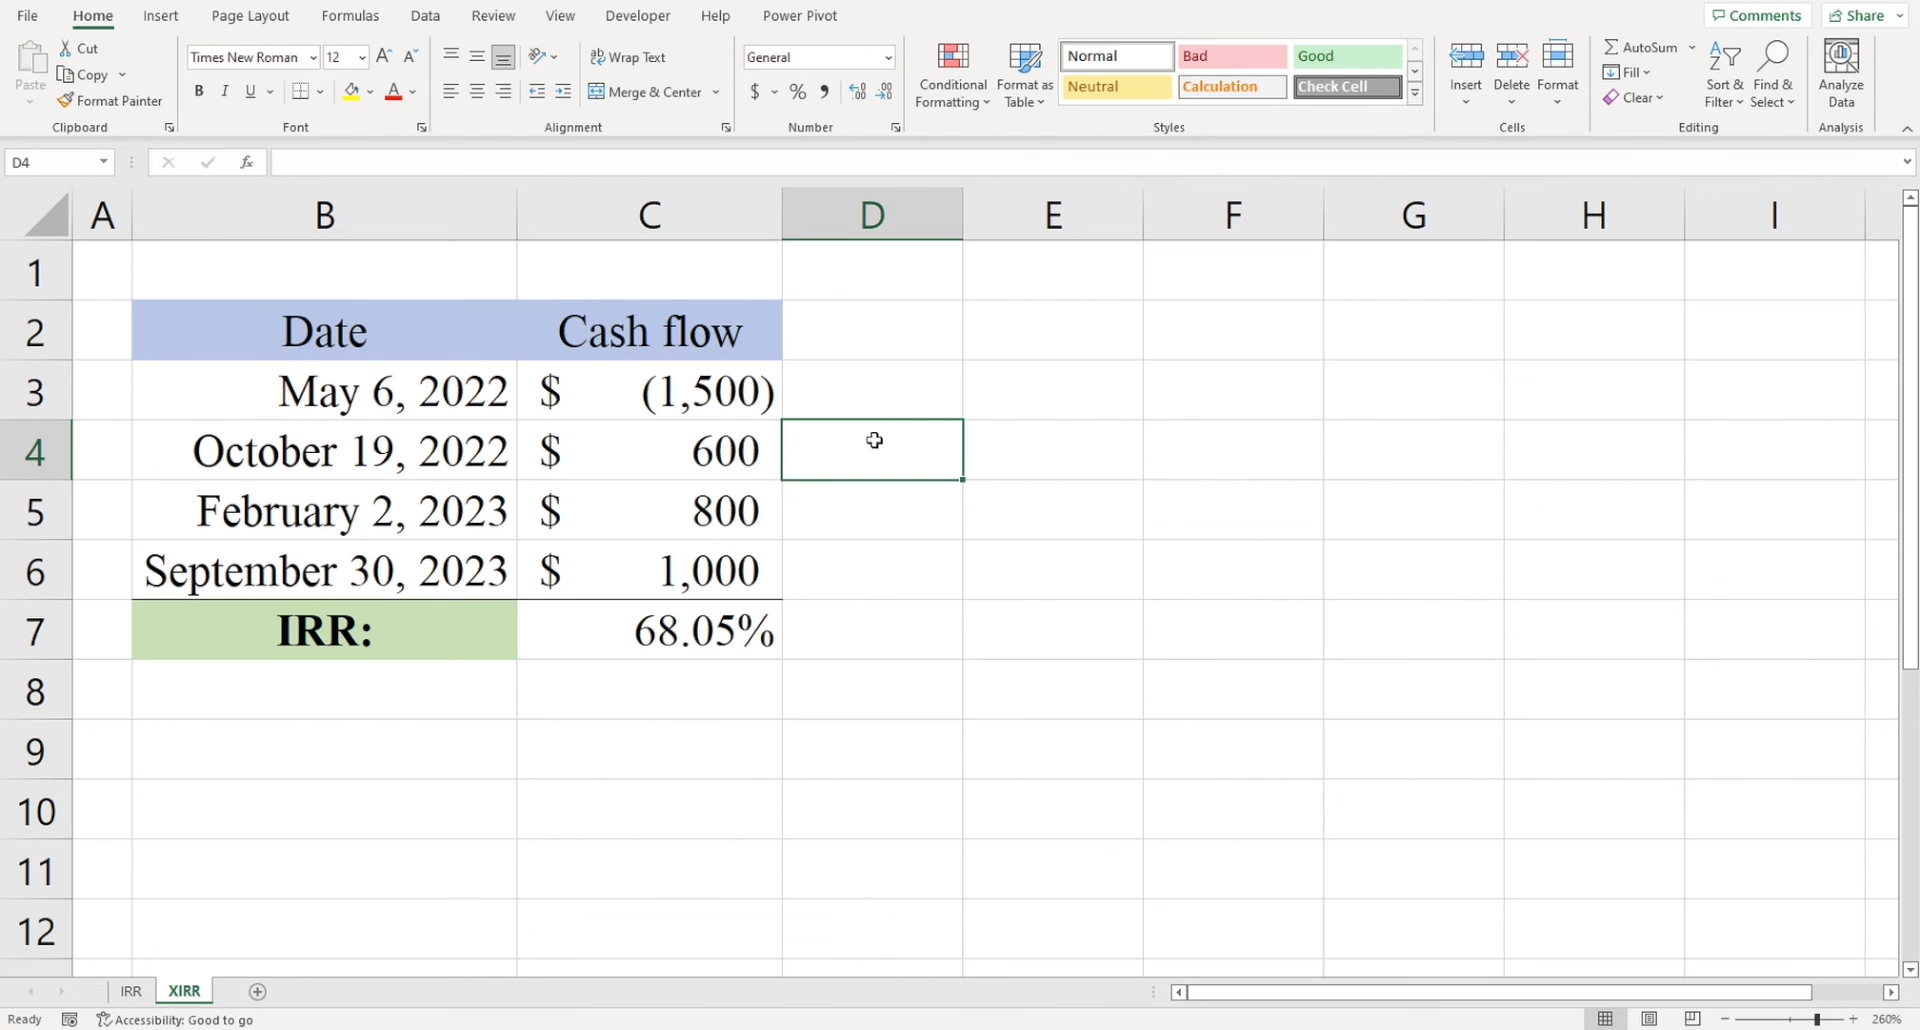 File Home Insert Page Layout Formulas Data Review View Developer Help Power Pivot Comments Share
Paste Cut Copy Format Painter
Clipboard
Times New Roman 12 A A
B I U A
Font
ab Wrap Text
Merge & Center
Alignment
General
$ % ,
Number
Conditional Formatting
Format as Table
Normal Bad Good
Neutral Calculation Check Cell
Styles
Insert Delete Format
Cells
AutoSum
Fill
Clear
Sort & Filter
Find & Select
Editing
Analyze Data
Analysis
D4 fx
A B C D E F G H I
1
2 Date Cash flow
3 May 6, 2022 $ (1,500)
4 October 19, 2022 $ 600
5 February 2, 2023 $ 800
6 September 30, 2023 $ 1,000
7 IRR: 68.05%
8
9
10
11
12
IRR XIRR
Ready Accessibility: Good to go 260%